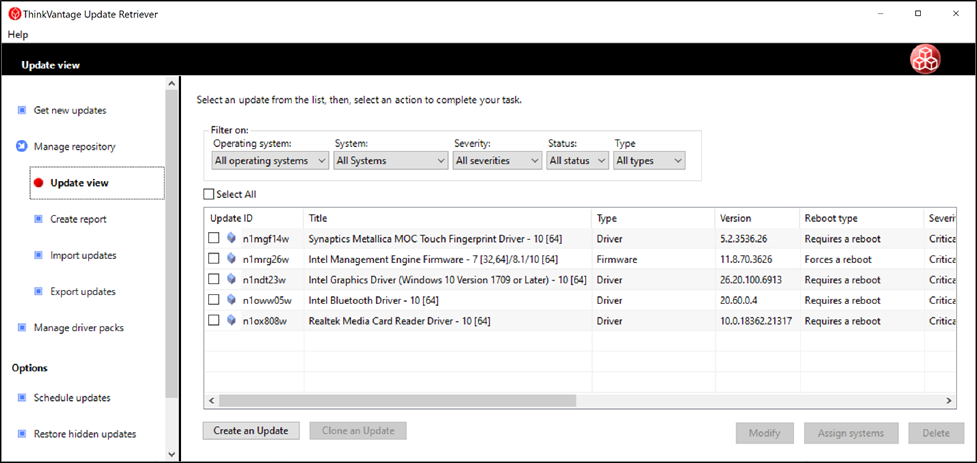 ThinkVantage Update Retriever
Help
Update view
Get new updates
Manage repository
Update view
Create report
Import updates
Export updates
Manage driver packs
Options
Schedule updates
Restore hidden updates
Select an update from the list, then, select an action to complete your task.
Filter on:
Operating system: System: Severity: Status: Type
All operating systems All Systems All severities All status All types
Select All
Update ID Title Type Version Reboot type Severi
n1mgf14w Synaptics Metallica MOC Touch Fingerprint Driver - 10 [64] Driver 5.2.3536.26 Requires a reboot Critica
n1mrg26w Intel Management Engine Firmware - 7 [32,64]/8.1/10 [64] Firmware 11.8.70.3626 Forces a reboot Critica
n1ndt23w Intel Graphics Driver (Windows 10 Version 1709 or Later) - 10 [64] Driver 26.20.100.6913 Requires a reboot Critica
n1oww05w Intel Bluetooth Driver - 10 [64] Driver 20.60.0.4 Requires a reboot Critica
n1ox808w Realtek Media Card Reader Driver - 10 [64] Driver 10.0.18362.21317 Requires a reboot Critica
Create an Update Clone an Update Modify Assign systems Delete